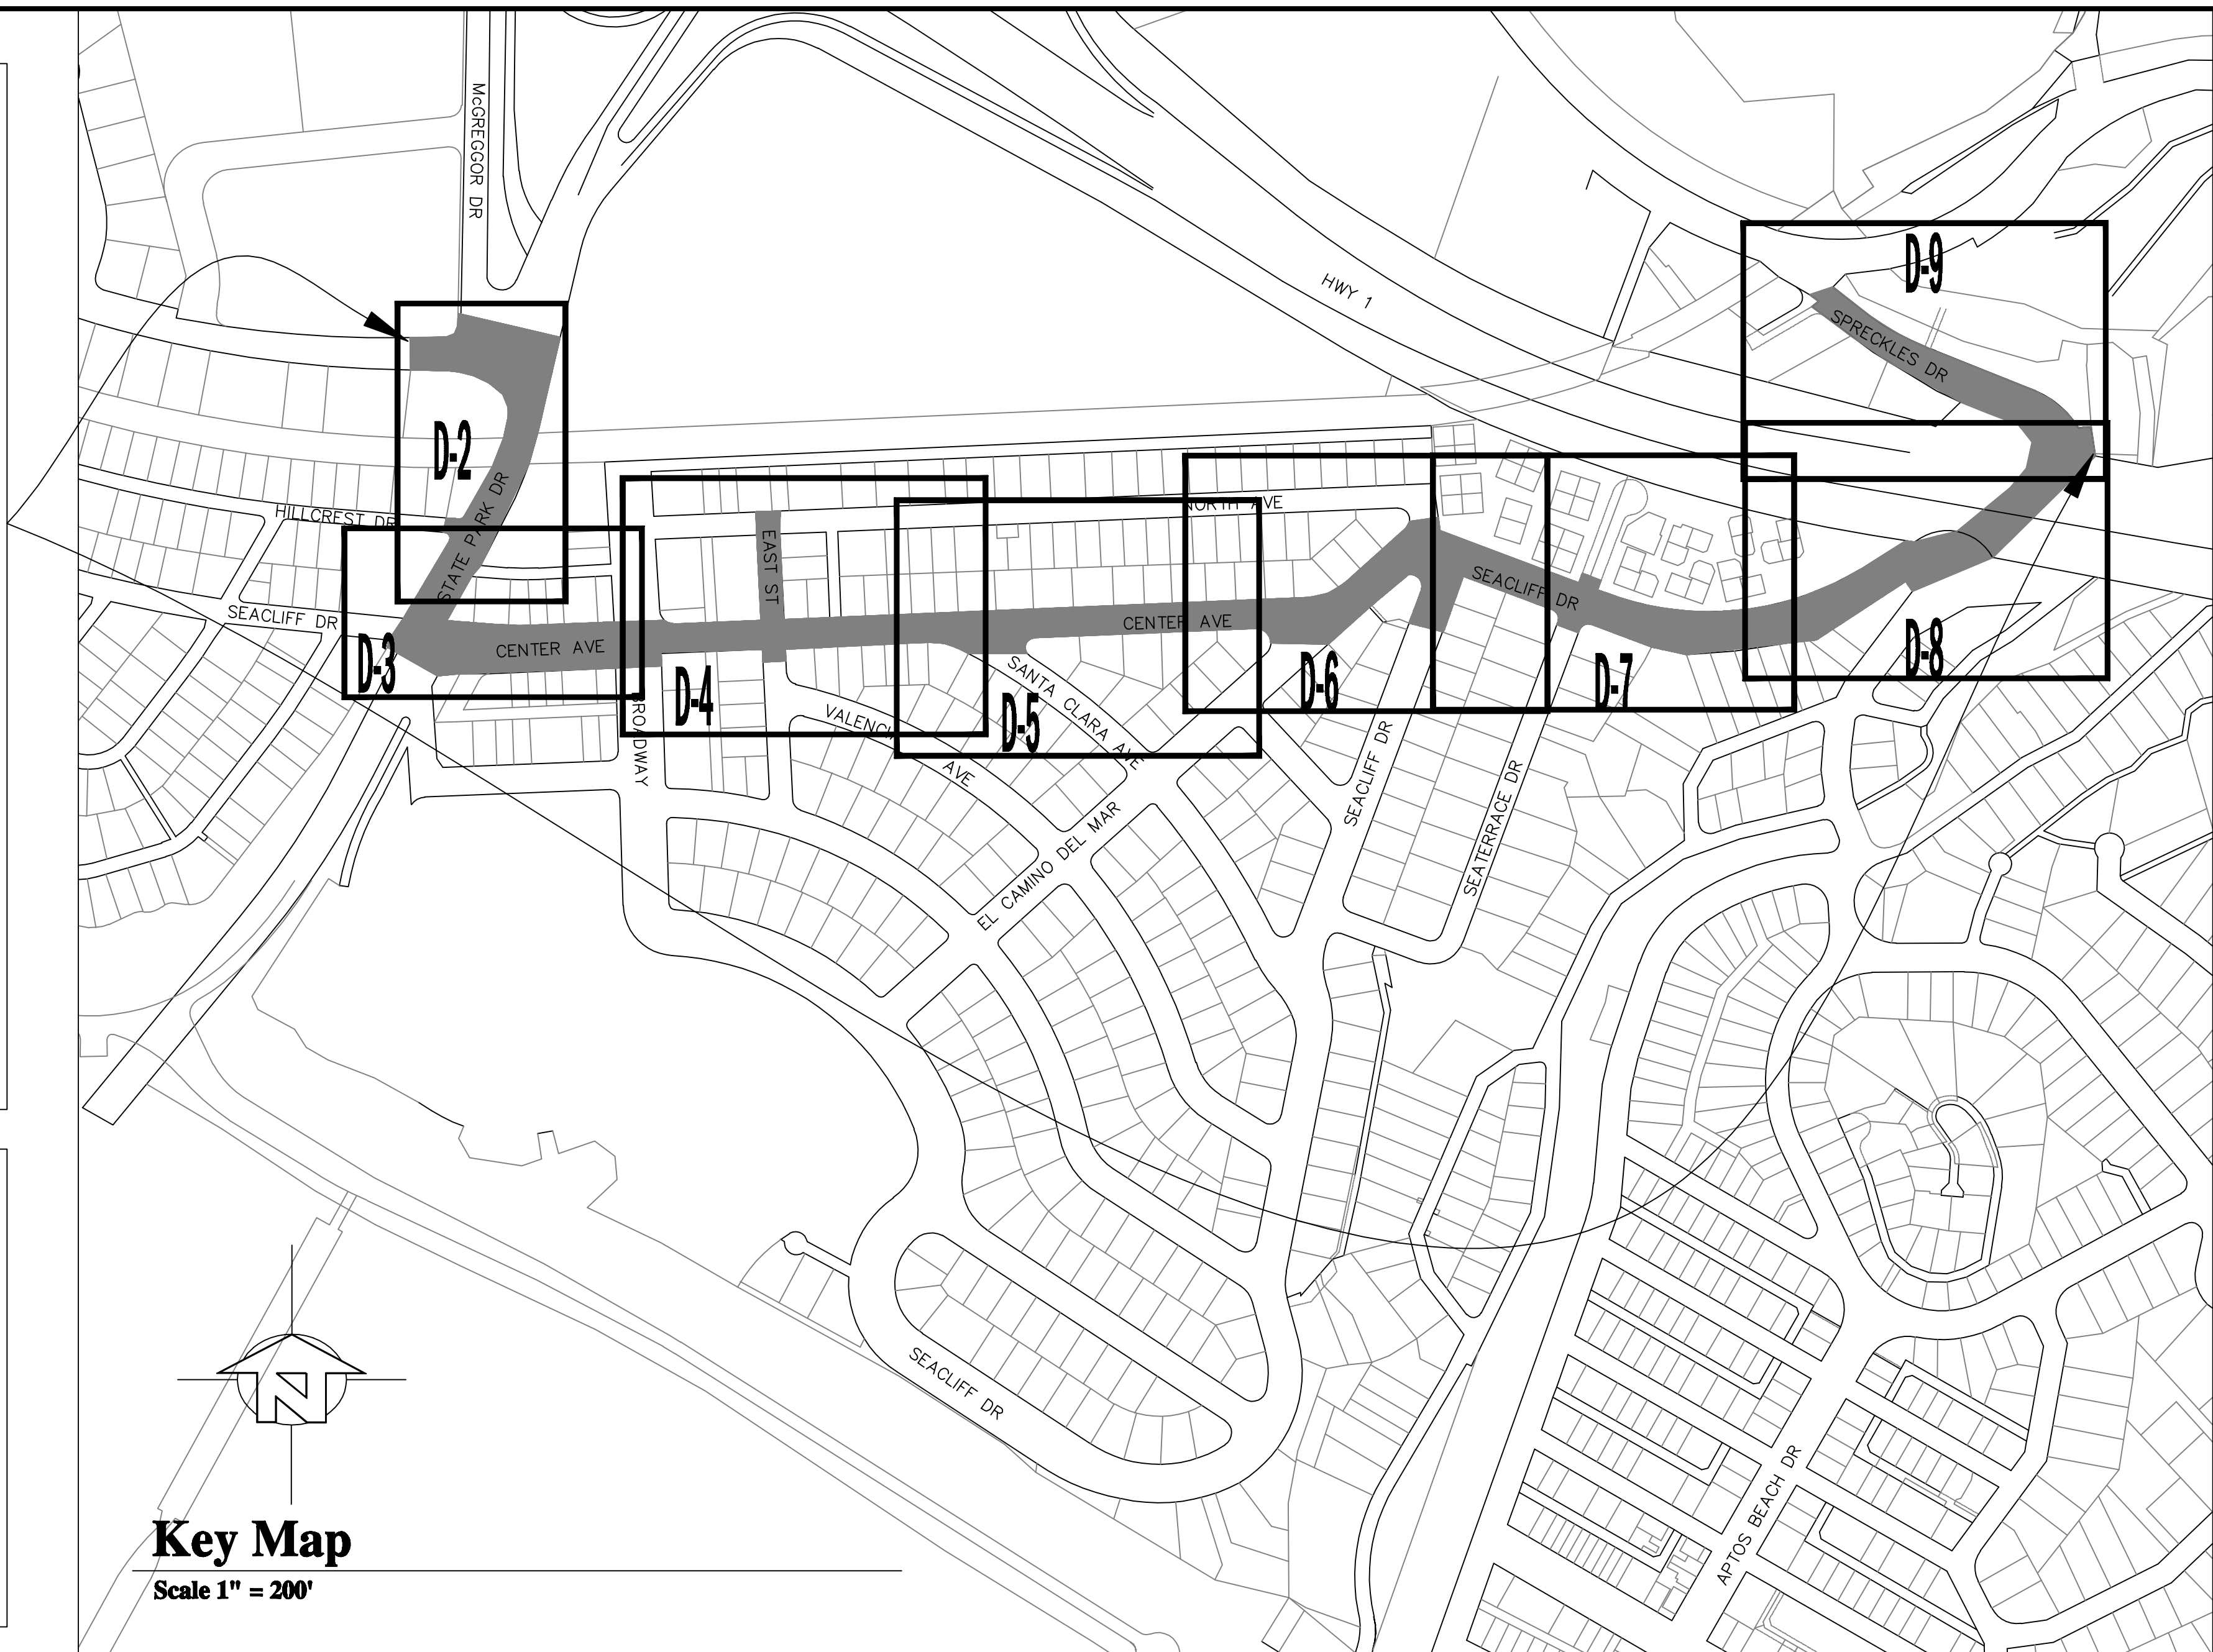 McGREGGOR DR
HWY 1
D-9
SPRECKLES DR
D-2
STATE PARK DR
HILLCREST DR
SEACLIFF DR
D-3
CENTER AVE
BROADWAY
D-4
EAST ST
VALENCIA
AVE
NORTH AVE
CENTER AVE
SANTA CLARA AVE
D-5
EL CAMINO DEL MAR
D-6
SEACLIFF DR
SEACLIFF DR
SEATERRACE DR
D-7
D-8
SEACLIFF DR
APTOS BEACH DR
N
Key Map
Scale 1" = 200'